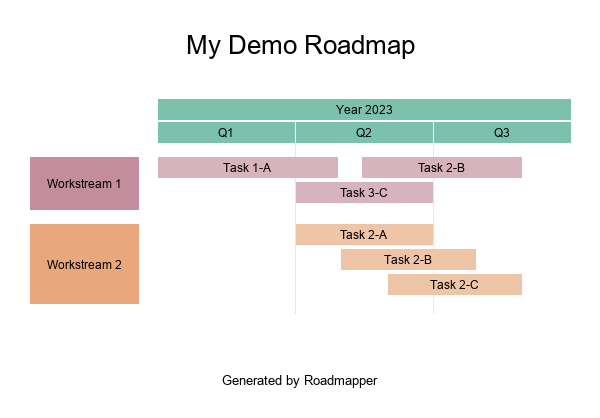 My Demo Roadmap
Year 2023
Q1 Q2 Q3
Workstream 1
Task 1-A Task 2-B
Task 3-C
Workstream 2
Task 2-A
Task 2-B
Task 2-C
Generated by Roadmapper